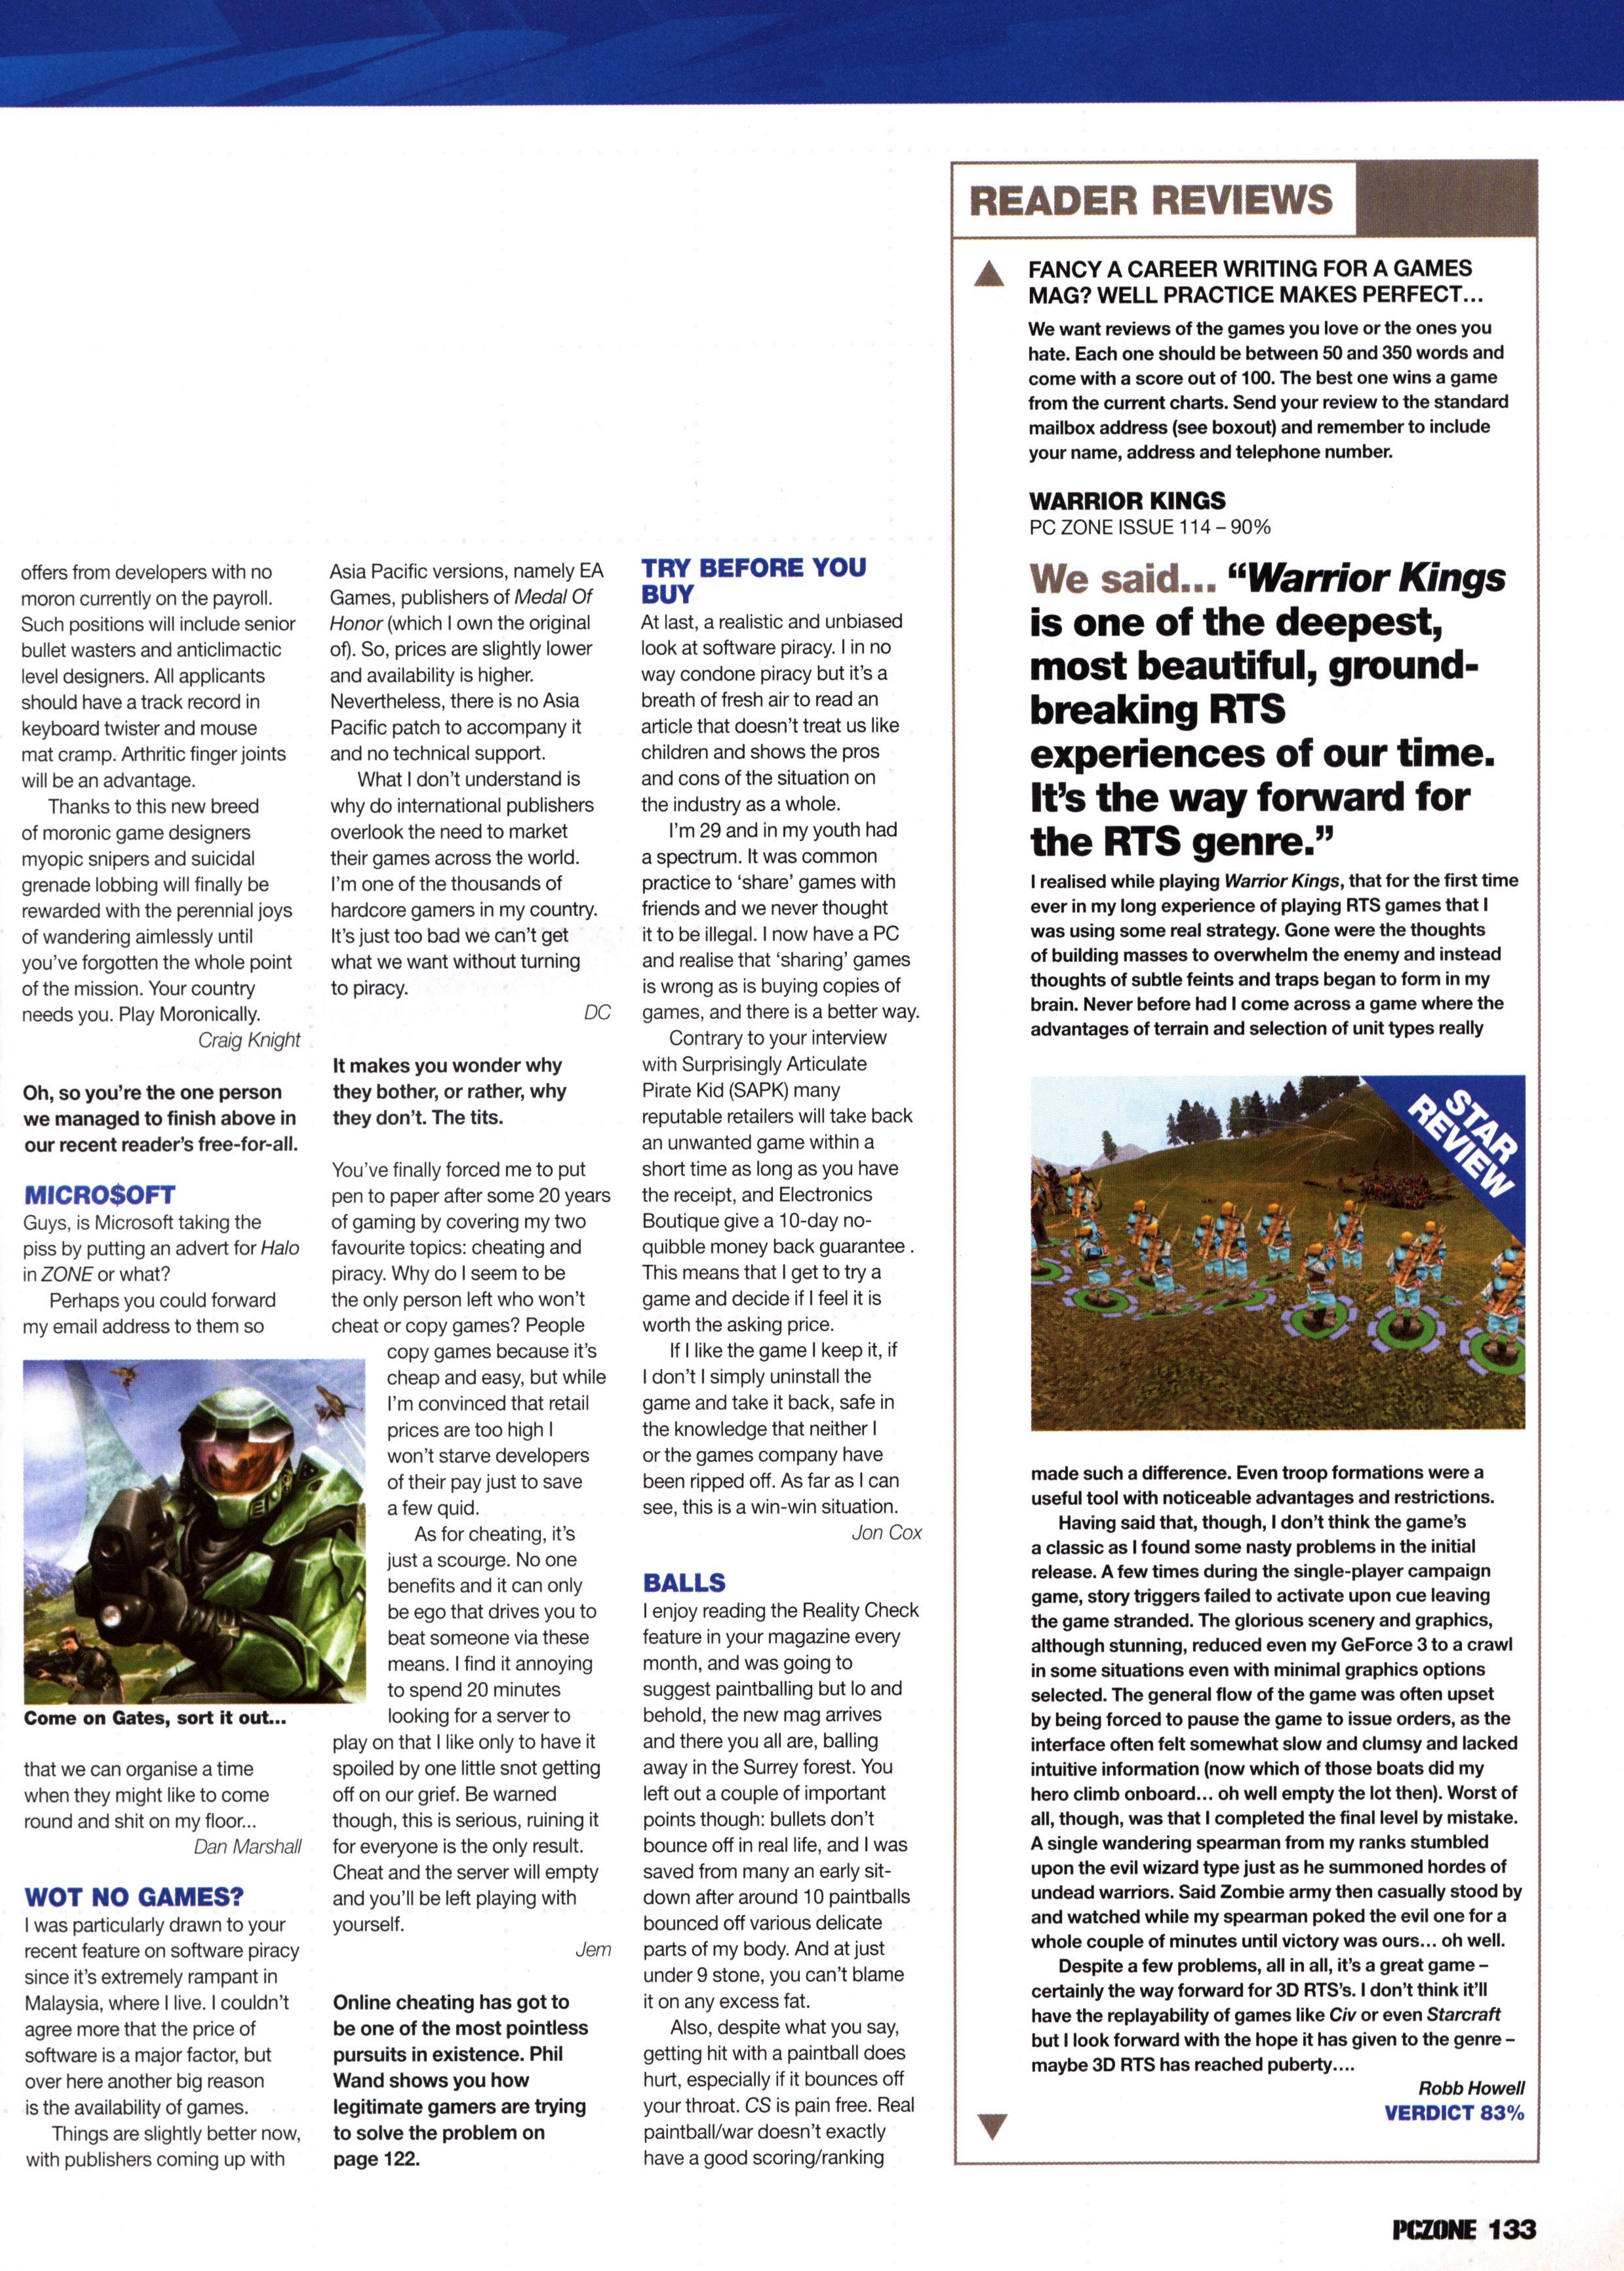 offers from developers with no
moron currently on the payroll.
Such positions will include senior
bullet wasters and anticlimactic
level designers. All applicants
should have a track record in
keyboard twister and mouse
mat cramp. Arthritic finger joints
will be an advantage.
Thanks to this new breed
of moronic game designers
myopic snipers and suicidal
grenade lobbing will finally be
rewarded with the perennial joys
of wandering aimlessly until
you've forgotten the whole point
of the mission. Your country
needs you. Play Moronically.
Craig Knight
Oh, so you're the one person
we managed to finish above in
our recent reader's free-for-all.
MICRO$OFT
Guys, is Microsoft taking the
piss by putting an advert for Halo
in ZONE or what?
Perhaps you could forward
my email address to them so
Come on Gates, sort it out...
that we can organise a time
when they might like to come
round and shit on my floor...
Dan Marshall
WOT NO GAMES?
I was particularly drawn to your
recent feature on software piracy
since it's extremely rampant in
Malaysia, where I live. I couldn't
agree more that the price of
software is a major factor, but
over here another big reason
is the availability of games.
Things are slightly better now,
with publishers coming up with
Asia Pacific versions, namely EA
Games, publishers of Medal Of
Honor (which I own the original
of). So, prices are slightly lower
and availability is higher.
Nevertheless, there is no Asia
Pacific patch to accompany it
and no technical support.
What I don't understand is
why do international publishers
overlook the need to market
their games across the world.
I'm one of the thousands of
hardcore gamers in my country.
It's just too bad we can't get
what we want without turning
to piracy.
DC
It makes you wonder why
they bother, or rather, why
they don't. The tits.
You've finally forced me to put
pen to paper after some 20 years
of gaming by covering my two
favourite topics: cheating and
piracy. Why do I seem to be
the only person left who won't
cheat or copy games? People
copy games because it's
cheap and easy, but while
I'm convinced that retail
prices are too high I
won't starve developers
of their pay just to save
a few quid.
As for cheating, it's
just a scourge. No one
benefits and it can only
be ego that drives you to
beat someone via these
means. I find it annoying
to spend 20 minutes
looking for a server to
play on that I like only to have it
spoiled by one little snot getting
off on our grief. Be warned
though, this is serious, ruining it
for everyone is the only result.
Cheat and the server will empty
and you'll be left playing with
yourself.
Jem
Online cheating has got to
be one of the most pointless
pursuits in existence. Phil
Wand shows you how
legitimate gamers are trying
to solve the problem on
page 122.
TRY BEFORE YOU
BUY
At last, a realistic and unbiased
look at software piracy. I in no
way condone piracy but it's a
breath of fresh air to read an
article that doesn't treat us like
children and shows the pros
and cons of the situation on
the industry as a whole.
I'm 29 and in my youth had
a spectrum. It was common
practice to 'share' games with
friends and we never thought
it to be illegal. I now have a PC
and realise that 'sharing' games
is wrong as is buying copies of
games, and there is a better way.
Contrary to your interview
with Surprisingly Articulate
Pirate Kid (SAPK) many
reputable retailers will take back
an unwanted game within a
short time as long as you have
the receipt, and Electronics
Boutique give a 10-day no-
quibble money back guarantee .
This means that I get to try a
game and decide if I feel it is
worth the asking price.
If I like the game I keep it, if
I don't I simply uninstall the
game and take it back, safe in
the knowledge that neither I
or the games company have
been ripped off. As far as I can
see, this is a win-win situation.
Jon Cox
BALLS
I enjoy reading the Reality Check
feature in your magazine every
month, and was going to
suggest paintballing but lo and
behold, the new mag arrives
and there you all are, balling
away in the Surrey forest. You
left out a couple of important
points though: bullets don't
bounce off in real life, and I was
saved from many an early sit-
down after around 10 paintballs
bounced off various delicate
parts of my body. And at just
under 9 stone, you can't blame
it on any excess fat.
Also, despite what you say,
getting hit with a paintball does
hurt, especially if it bounces off
your throat. CS is pain free. Real
paintball/war doesn't exactly
have a good scoring/ranking
READER REVIEWS
FANCY A CAREER WRITING FOR A GAMES
MAG? WELL PRACTICE MAKES PERFECT...
We want reviews of the games you love or the ones you
hate. Each one should be between 50 and 350 words and
come with a score out of 100. The best one wins a game
from the current charts. Send your review to the standard
mailbox address (see boxout) and remember to include
your name, address and telephone number.
WARRIOR KINGS
PC ZONE ISSUE 114 – 90%
We said... “Warrior Kings
is one of the deepest,
most beautiful, ground-
breaking RTS
experiences of our time.
It's the way forward for
the RTS genre.”
I realised while playing Warrior Kings, that for the first time
ever in my long experience of playing RTS games that I
was using some real strategy. Gone were the thoughts
of building masses to overwhelm the enemy and instead
thoughts of subtle feints and traps began to form in my
brain. Never before had I come across a game where the
advantages of terrain and selection of unit types really
STAR
REVIEW
made such a difference. Even troop formations were a
useful tool with noticeable advantages and restrictions.
Having said that, though, I don't think the game's
a classic as I found some nasty problems in the initial
release. A few times during the single-player campaign
game, story triggers failed to activate upon cue leaving
the game stranded. The glorious scenery and graphics,
although stunning, reduced even my GeForce 3 to a crawl
in some situations even with minimal graphics options
selected. The general flow of the game was often upset
by being forced to pause the game to issue orders, as the
interface often felt somewhat slow and clumsy and lacked
intuitive information (now which of those boats did my
hero climb onboard... oh well empty the lot then). Worst of
all, though, was that I completed the final level by mistake.
A single wandering spearman from my ranks stumbled
upon the evil wizard type just as he summoned hordes of
undead warriors. Said Zombie army then casually stood by
and watched while my spearman poked the evil one for a
whole couple of minutes until victory was ours... oh well.
Despite a few problems, all in all, it's a great game –
certainly the way forward for 3D RTS's. I don't think it'll
have the replayability of games like Civ or even Starcraft
but I look forward with the hope it has given to the genre –
maybe 3D RTS has reached puberty....
Robb Howell
VERDICT 83%
PCZONE 133